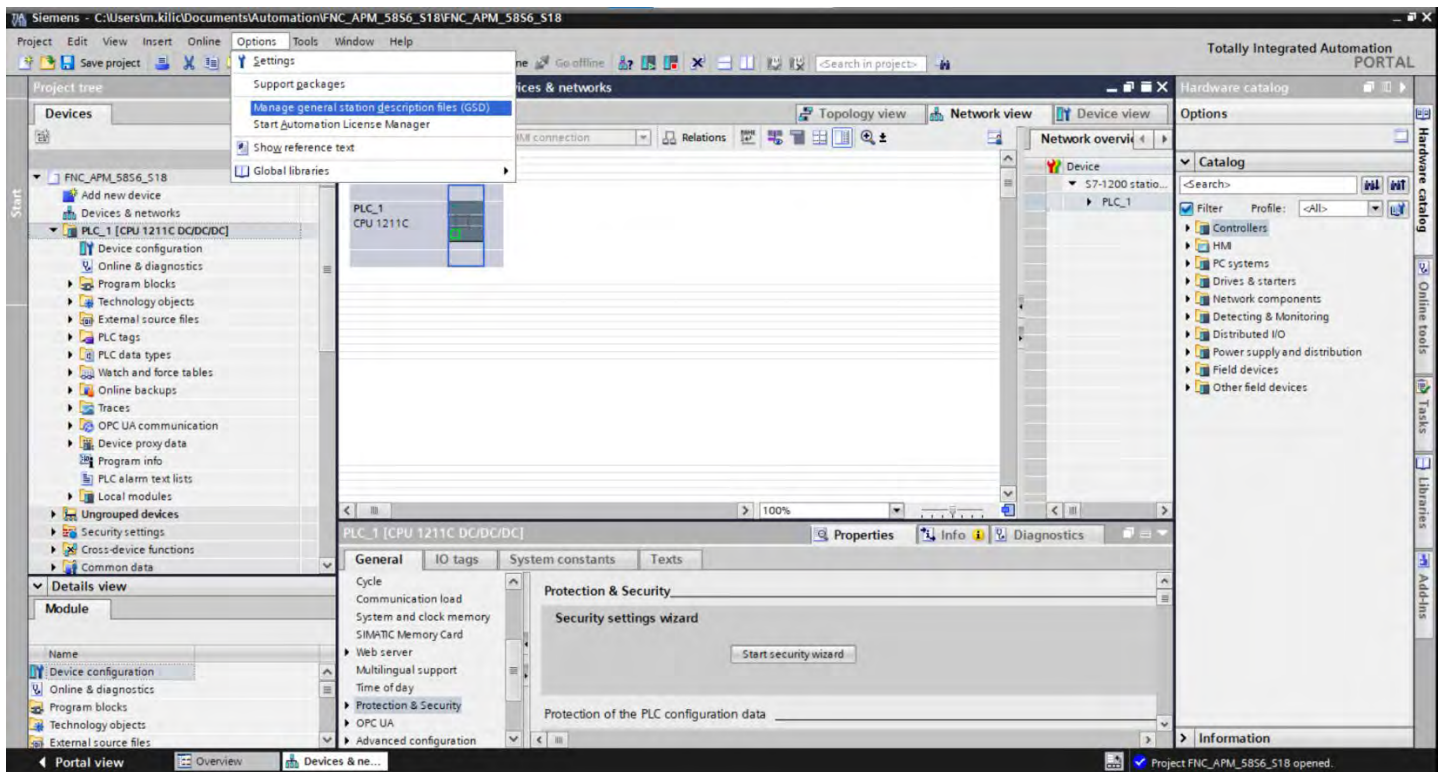 Siemens - C:\Users\m.kilic\Documents\Automation\FNC_APM_58S6_S18\FNC_APM_58S6_S18
Project Edit View Insert Online Options Tools Window Help
Totally Integrated Automation
PORTAL
Save project
Go offline
<Search in project>
Settings
Support packages
Manage general station description files (GSD)
Start Automation License Manager
Show reference text
Global libraries
Project tree
Devices
FNC_APM_58S6_S18
Add new device
Devices & networks
PLC_1 [CPU 1211C DC/DC/DC]
Device configuration
Online & diagnostics
Program blocks
Technology objects
External source files
PLC tags
PLC data types
Watch and force tables
Online backups
Traces
OPC UA communication
Device proxy data
Program info
PLC alarm text lists
Local modules
Ungrouped devices
Security settings
Cross-device functions
Common data
Details view
Module
Name
Device configuration
Online & diagnostics
Program blocks
Technology objects
External source files
Start
ices & networks
Topology view
Network view
Device view
connection
Relations
PLC_1
CPU 1211C
Network overvie
Device
S7-1200 statio...
PLC_1
100%
PLC_1 [CPU 1211C DC/DC/DC]
Properties
Info
Diagnostics
General
IO tags
System constants
Texts
Cycle
Communication load
System and clock memory
SIMATIC Memory Card
Web server
Multilingual support
Time of day
Protection & Security
OPC UA
Advanced configuration
Protection & Security
Security settings wizard
Start security wizard
Protection of the PLC configuration data
Hardware catalog
Options
Catalog
<Search>
Filter
Profile:
<All>
Controllers
HMI
PC systems
Drives & starters
Network components
Detecting & Monitoring
Distributed I/O
Power supply and distribution
Field devices
Other field devices
Information
Hardware catalog
Online tools
Tasks
Libraries
Add-Ins
Portal view
Overview
Devices & ne...
Project FNC_APM_58S6_S18 opened.